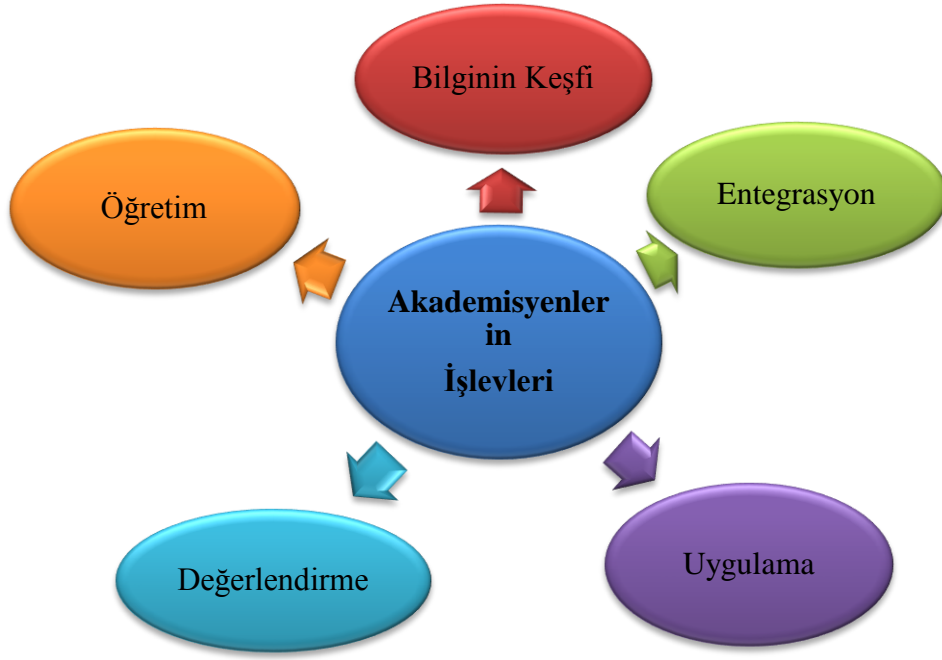 Bilginin Keşfi
Öğretim
Entegrasyon
Akademisyenler
in
İşlevleri
Değerlendirme
Uygulama